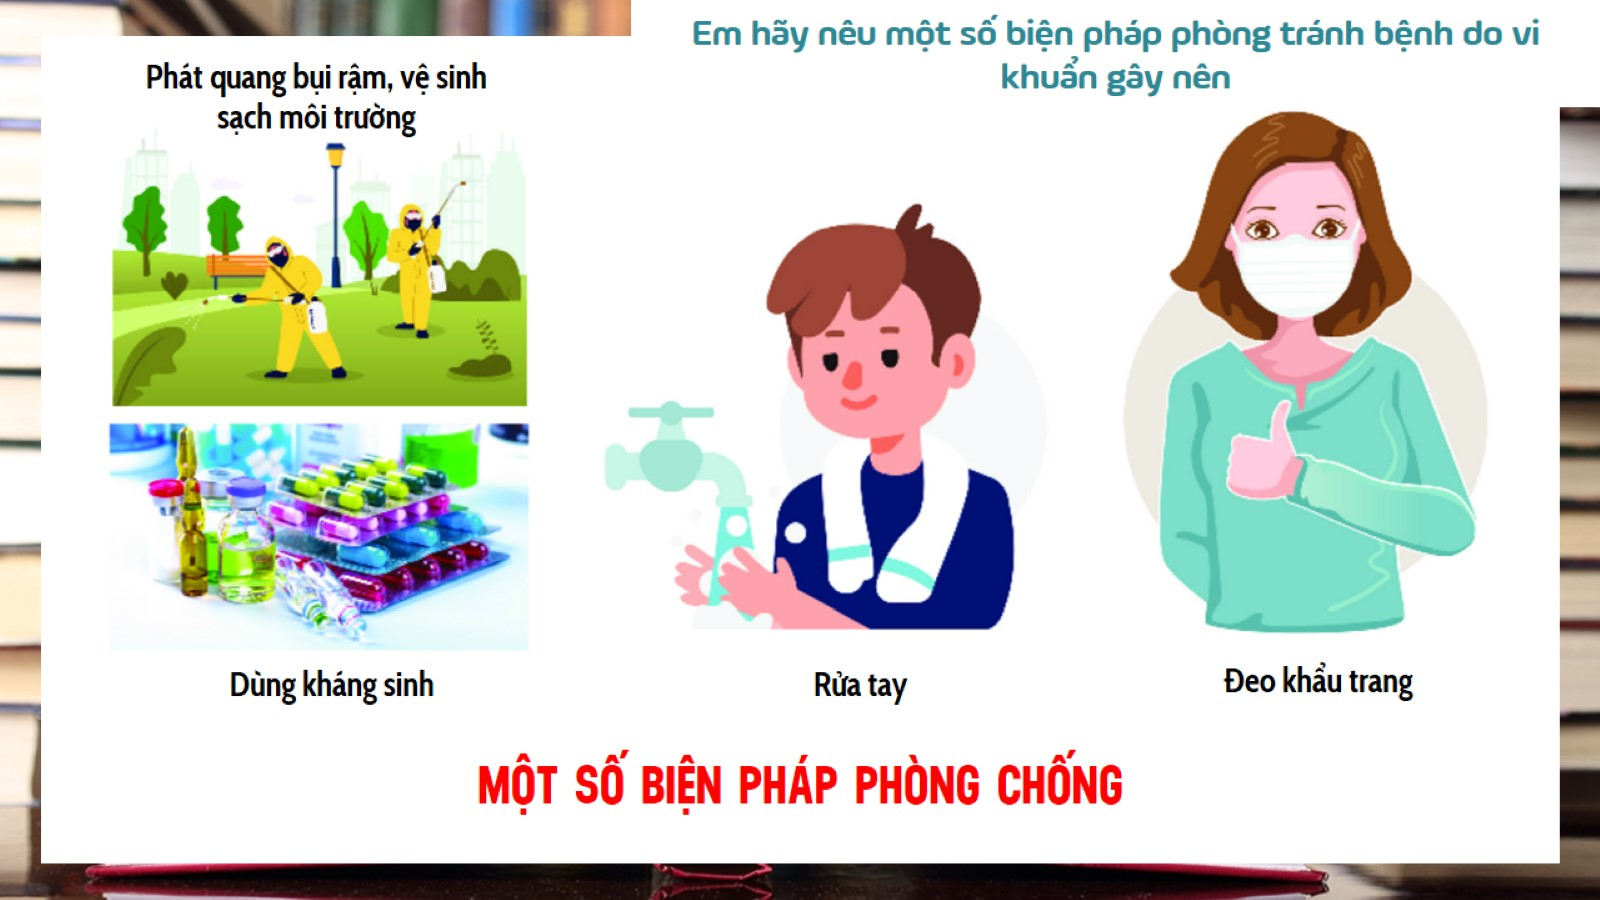 Em hãy nêu một số biện pháp phòng tránh bệnh do vi
khuẩn gây nên
Phát quang bụi rậm, vệ sinh
sạch môi trường
Dùng kháng sinh
Rửa tay
Đeo khẩu trang
MỘT SỐ BIỆN PHÁP PHÒNG CHỐNG